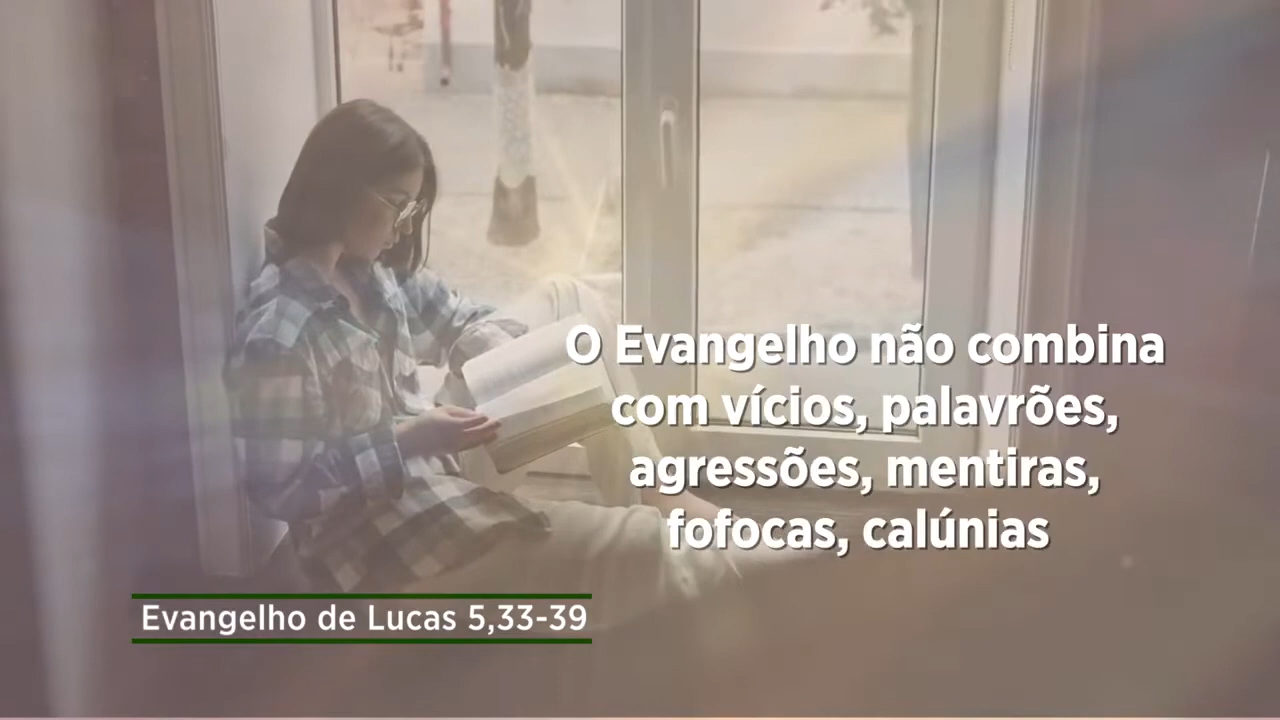 O Evangelho não combina
com vícios, palavrões,
agressões, mentiras,
fofocas, calúnias
Evangelho de Lucas 5,33-39